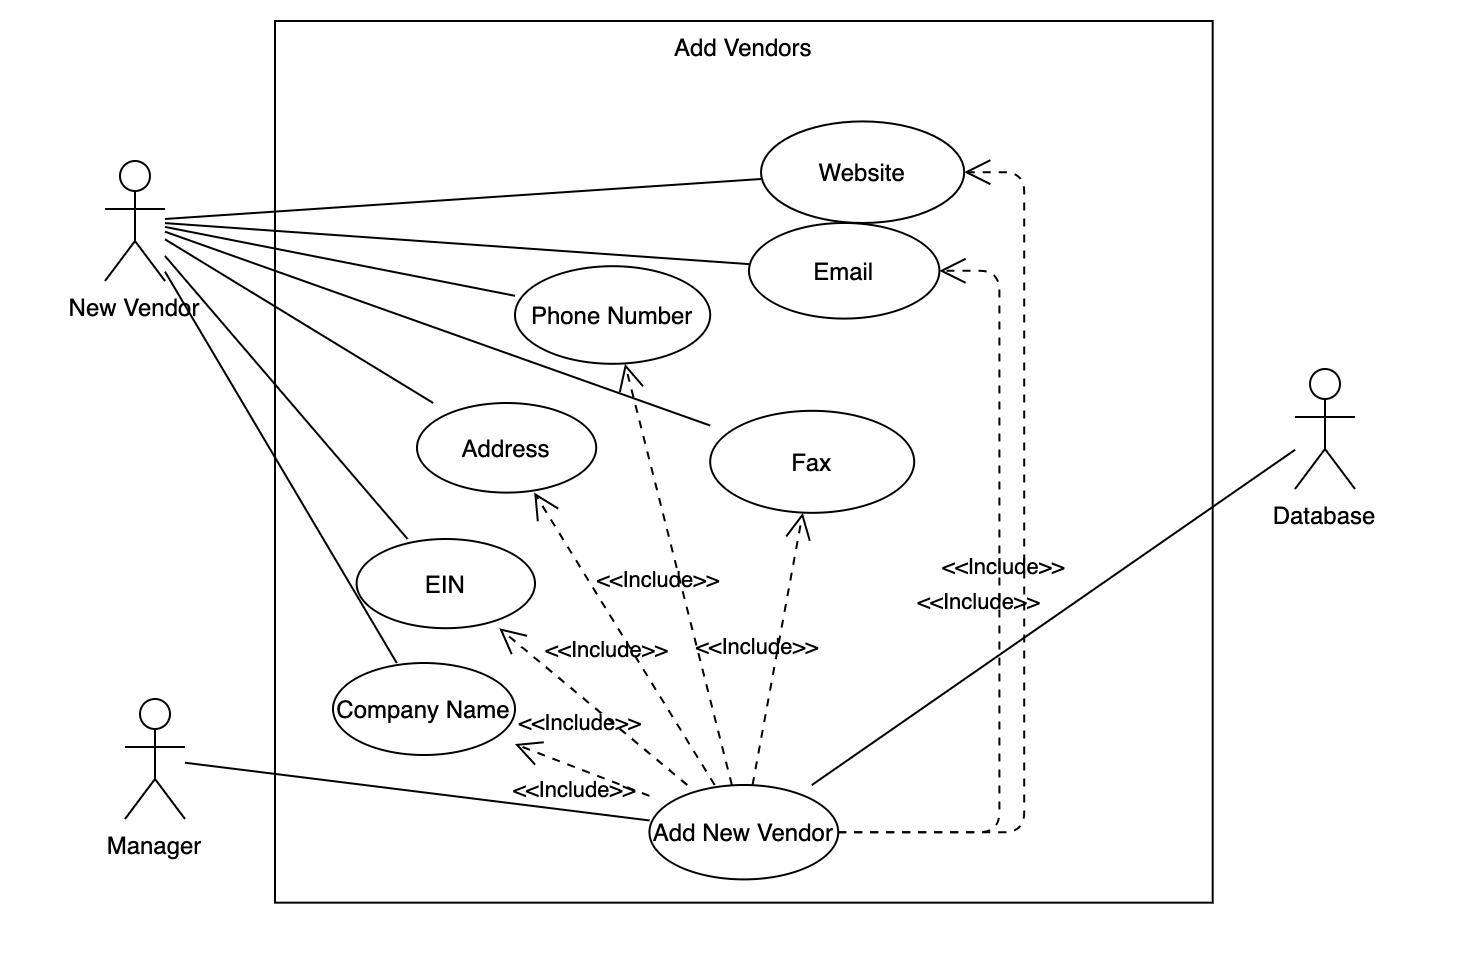 Add Vendors
Website
Email
New Vendor
Phone Number
Address
Fax
Database
<<Include>>
<<Include>>
EIN
<<Include>>
<<Include>>
<<Include>>
Company Name
<<Include>>
<<Include>>
Add New Vendor
Manager